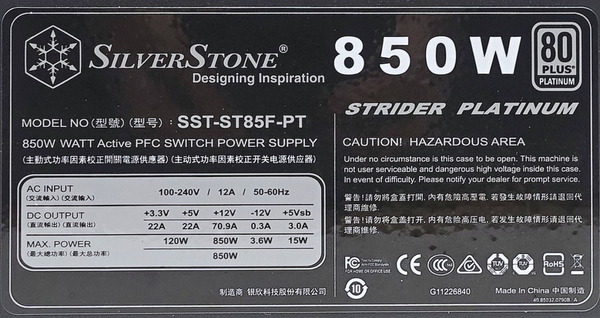 SILVERSTONE®
Designing Inspiration
850W
80 PLUS PLATINUM
STRIDER PLATINUM
MODEL NO(型號)(型号): SST-ST85F-PT
850W WATT Active PFC SWITCH POWER SUPPLY
(主動式功率因素校正開關電源供應器) (主动式功率因素校正开关电源供应器)
AC INPUT 100-240V / 12A / 50-60Hz
(交流輸入) (交流输入)
DC OUTPUT +3.3V +5V +12V -12V +5Vsb
(直流輸出) (直流输出) 22A 22A 70.9A 0.3A 3.0A
MAX. POWER 120W 850W 3.6W 15W
(最大總功率) (最大总功率) 850W
制造商 银欣科技股份有限公司
CAUTION! HAZARDOUS AREA
Under no circumstance is this case to be open. This machine is
not user serviceable and dangerous high voltage inside this case.
In event of difficulty. Please notify your dealer for prompt service.
警告!請勿將盒蓋打開, 內有危險高壓電, 若發生故障情形請退回代
理商維修.
警告!请勿将盒盖打开, 内有危险高压电, 若发生故障情形请退回代
理商维修.
10
CE
CCC
TUV
TUV
RoHS
FOR HOME OR OFFICE USE
G11226840
Made in China 中国制造